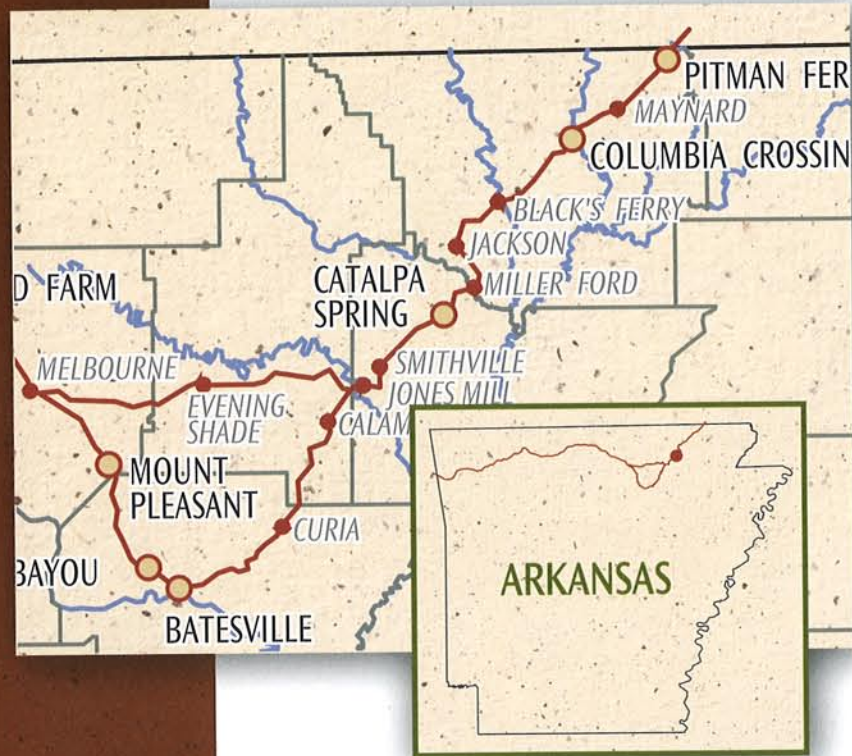 PITMAN FER
MAYNARD
COLUMBIA CROSSIN
BLACK'S FERRY
JACKSON
MILLER FORD
CATALPA
SPRING
D FARM
SMITHVILLE
JONES MILL
MELBOURNE
EVENING
SHADE
CALAM
MOUNT
PLEASANT
CURIA
BAYOU
BATESVILLE
ARKANSAS